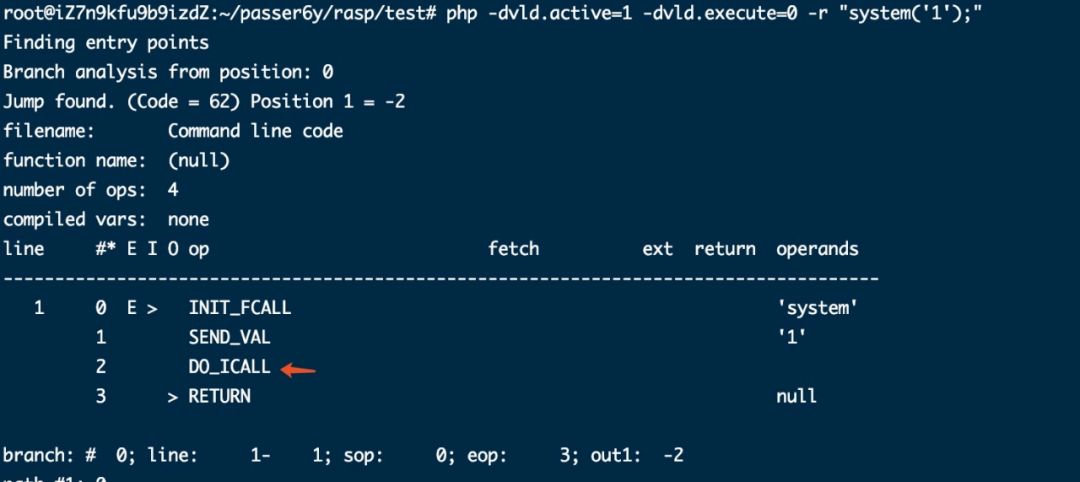 root@iZ7n9kfu9b9izdZ:~/passer6y/rasp/test# php -dvld.active=1 -dvld.execute=0 -r "system('1');"
Finding entry points
Branch analysis from position: 0
Jump found. (Code = 62) Position 1 = -2
filename: Command line code
function name: (null)
number of ops: 4
compiled vars: none
line #* E I O op fetch ext return operands
-------------------------------------------------------------------------------------
1 0 E > INIT_FCALL 'system'
1 SEND_VAL '1'
2 DO_ICALL
3 > RETURN null
branch: # 0; line: 1- 1; sop: 0; eop: 3; out1: -2
path #1: 0